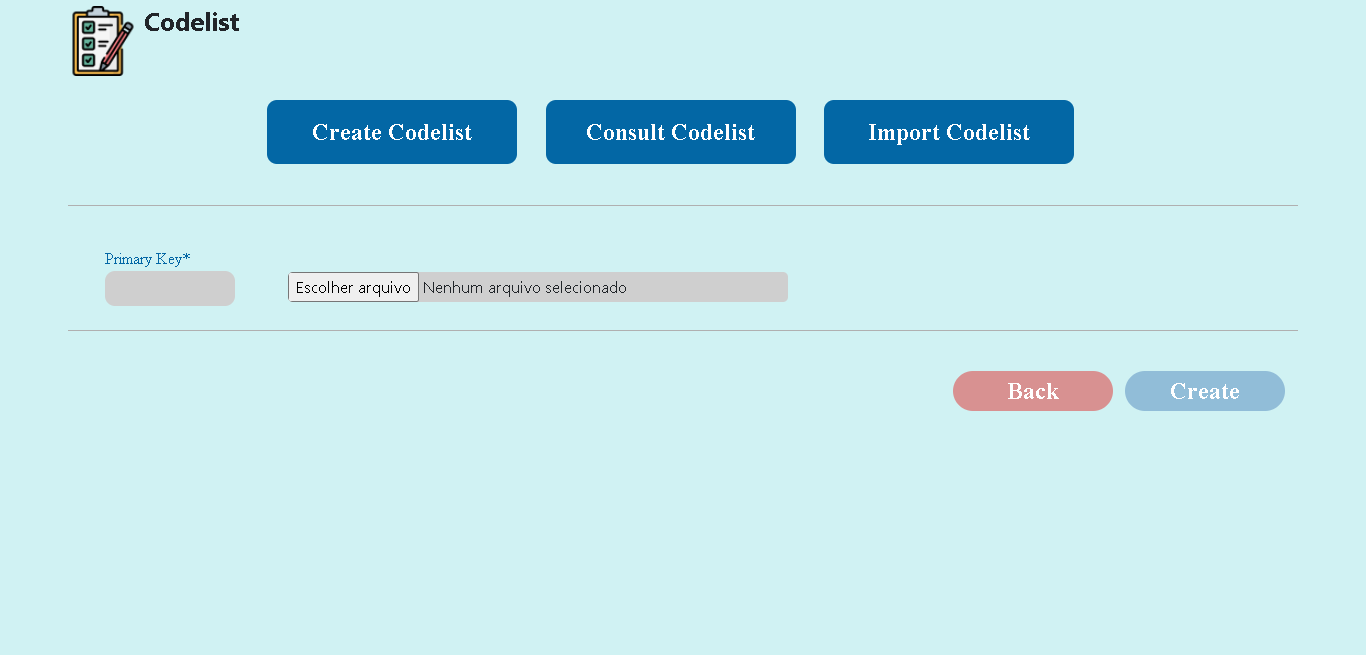 Codelist
Create Codelist
Consult Codelist
Import Codelist
Primary Key*
Escolher arquivo Nenhum arquivo selecionado
Back
Create